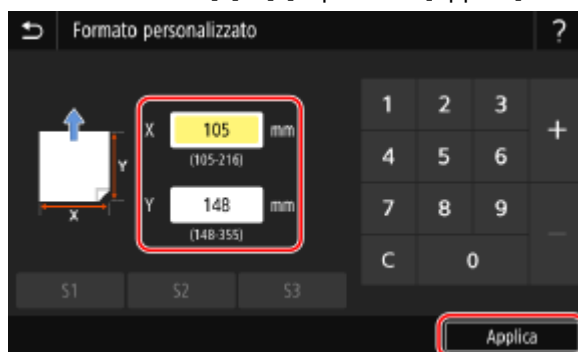 Formato personalizzato ?
X 105 mm
(105-216)
Y 148 mm
(148-355)
Y
X
1 2 3
4 5 6
7 8 9
C 0
+
-
S1 S2 S3
Applica